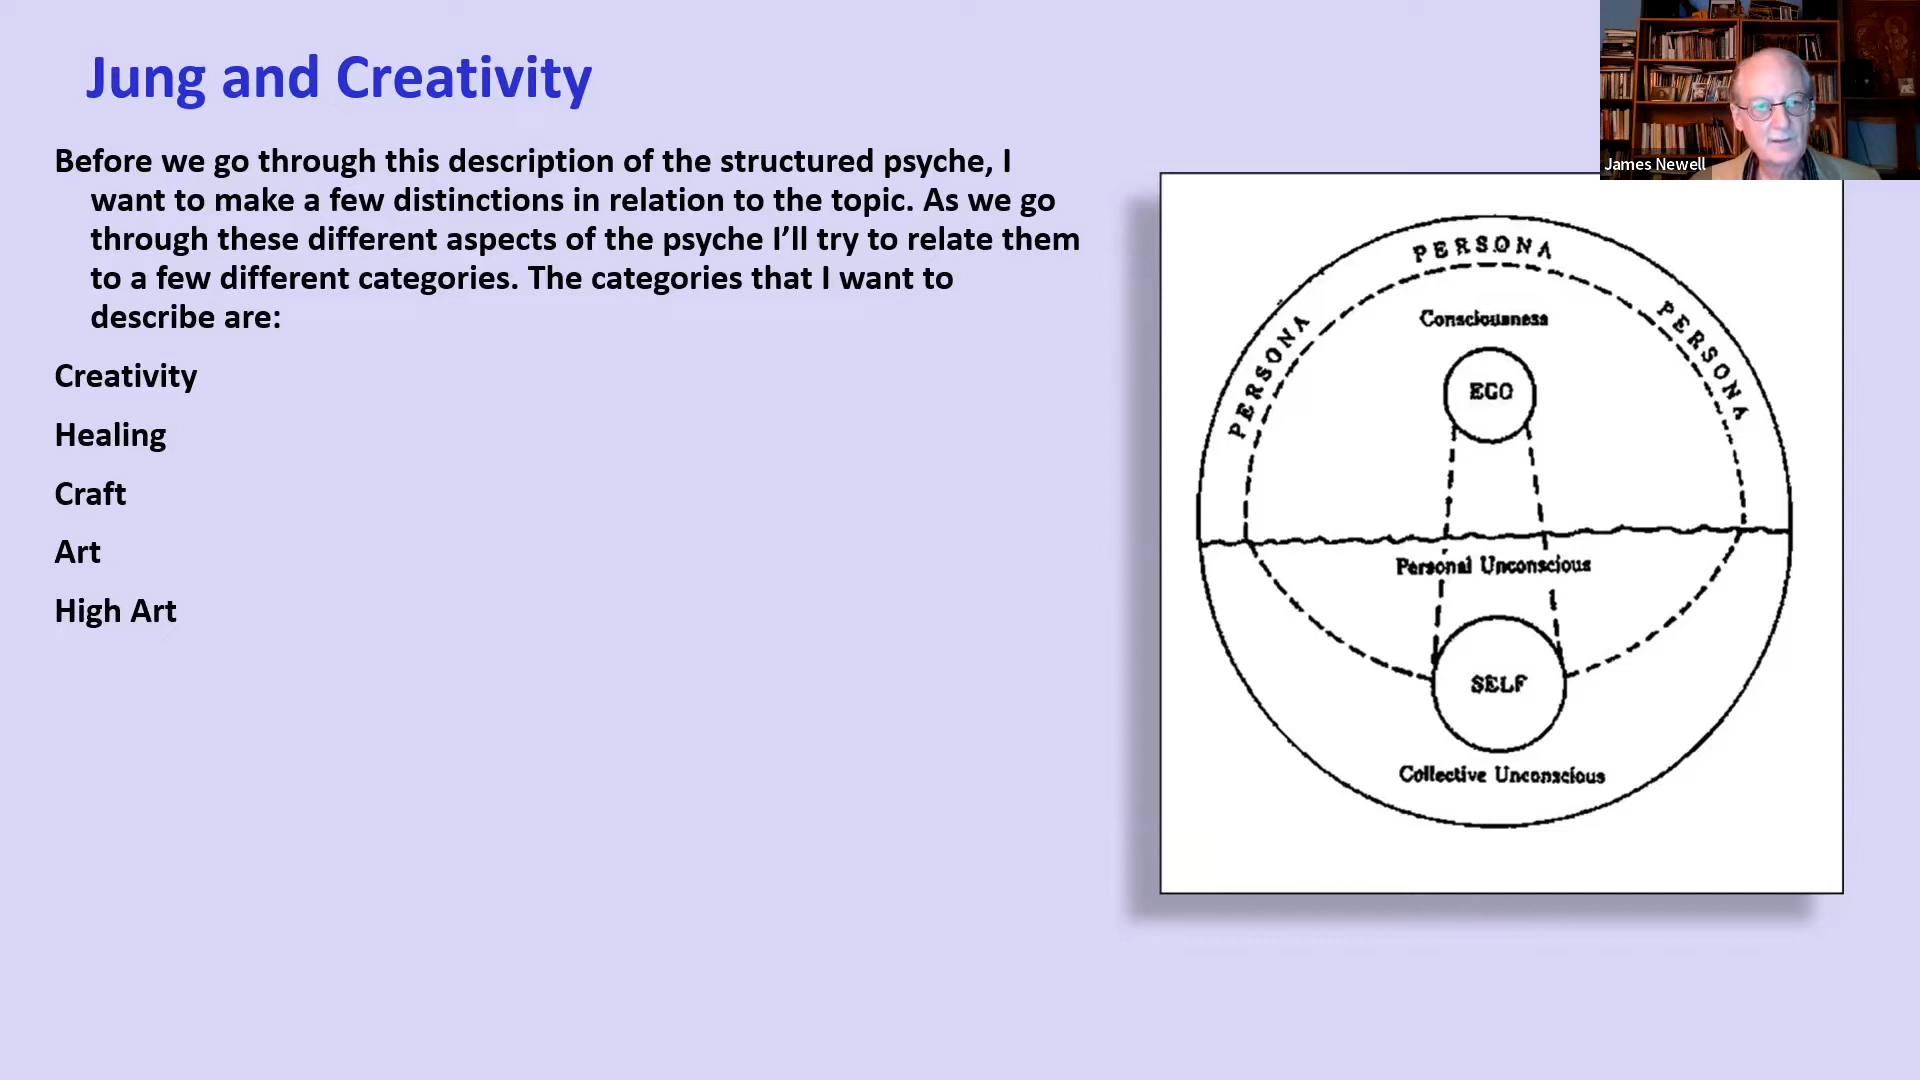 Jung and Creativity
Before we go through this description of the structured psyche, I
want to make a few distinctions in relation to the topic. As we go
through these different aspects of the psyche I’ll try to relate them
to a few different categories. The categories that I want to
describe are:
Creativity
Healing
Craft
Art
High Art
James Newell
PERSONA
PERSONA
PERSONA
Consciousness
EGO
Personal Unconscious
SELF
Collective Unconscious